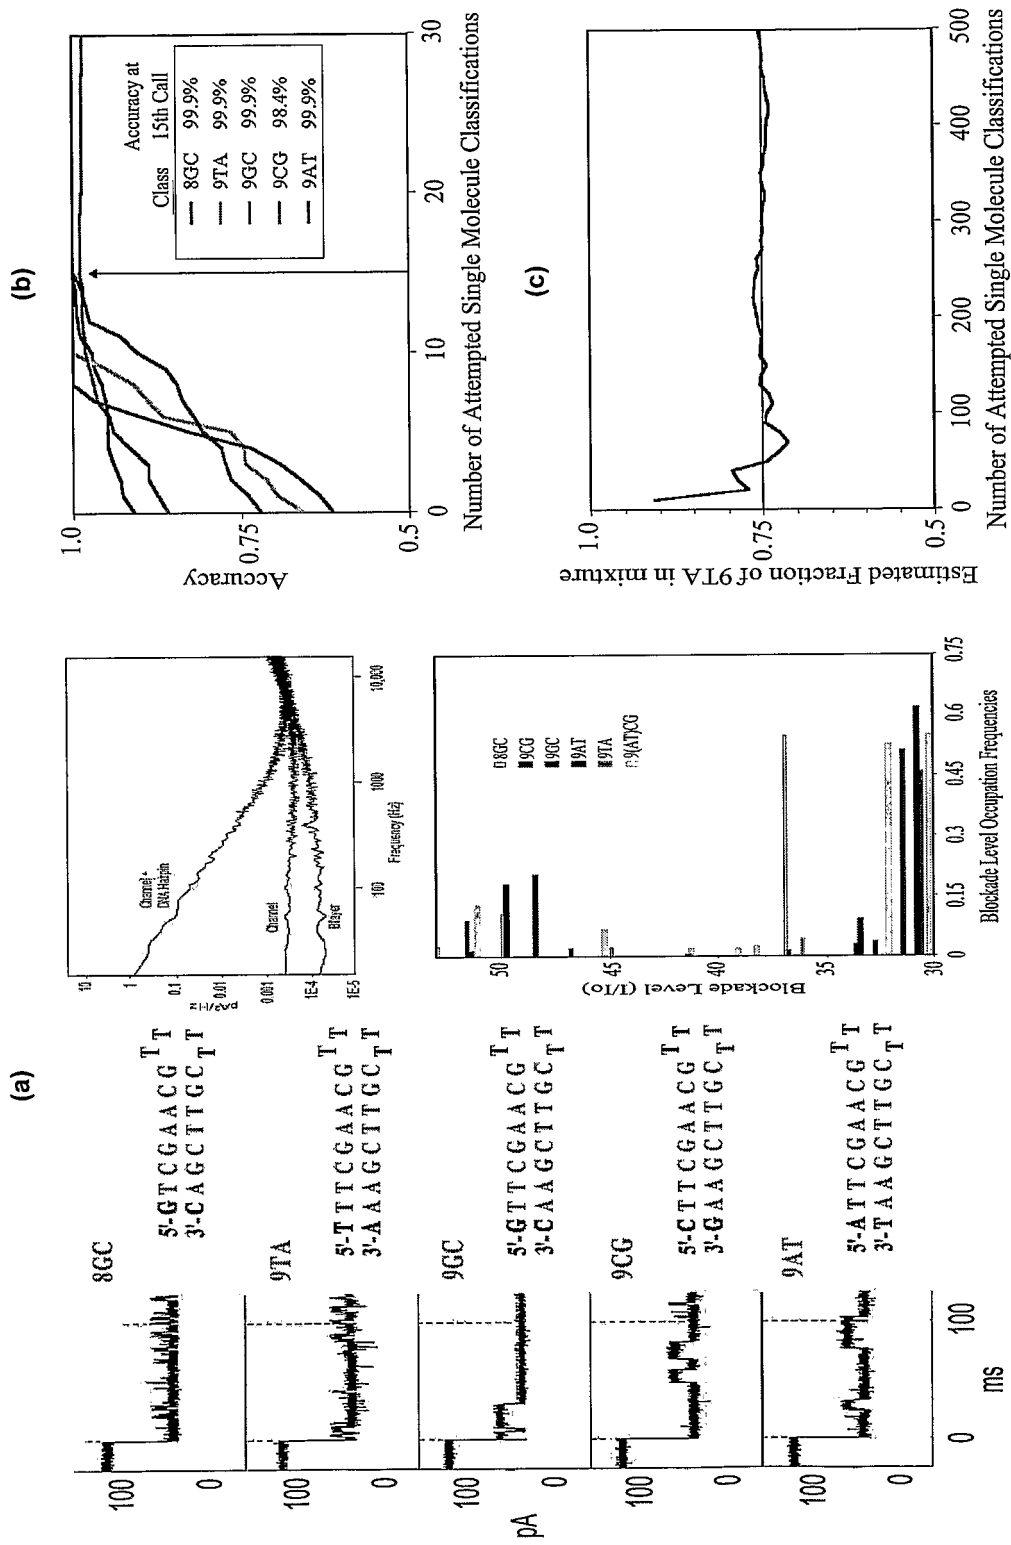 (a)
8GC
5'-G T C G A A C G T T
3'-C A G C T T G C T T
9TA
5'-T T T C G A A C G T T
3'-A A A G C T T G C T T
9GC
5'-G T T C G A A C G T T
3'-C A A G C T T G C T T
9CG
5'-C T T C G A A C G T T
3'-G A A G C T T G C T T
9AT
5'-A T T C G A A C G T T
3'-T A A G C T T G C T T
100
0
100
0
100
0
100
0
100
0
pA
0
100
ms
10
1
0.1
0.01
0.001
1E-4
1E-5
Channel +
DNA Hairpin
Channel
Bilayer
100
1000
10,000
Frequency (Hz)
8GC
9CG
9GC
9AT
9TA
9(AT)CG
50
45
40
35
30
Blockade Level (I/Io)
0
0.15
0.3
0.45
0.6
0.75
Blockade Level Occupation Frequencies
(b)
1.0
0.75
0.5
Accuracy
Accuracy at
Class 15th Call
8GC 99.9%
9TA 99.9%
9GC 99.9%
9CG 98.4%
9AT 99.9%
0
10
20
30
Number of Attempted Single Molecule Classifications
(c)
1.0
0.75
0.5
Estimated Fraction of 9TA in mixture
0
100
200
300
400
500
Number of Attempted Single Molecule Classifications